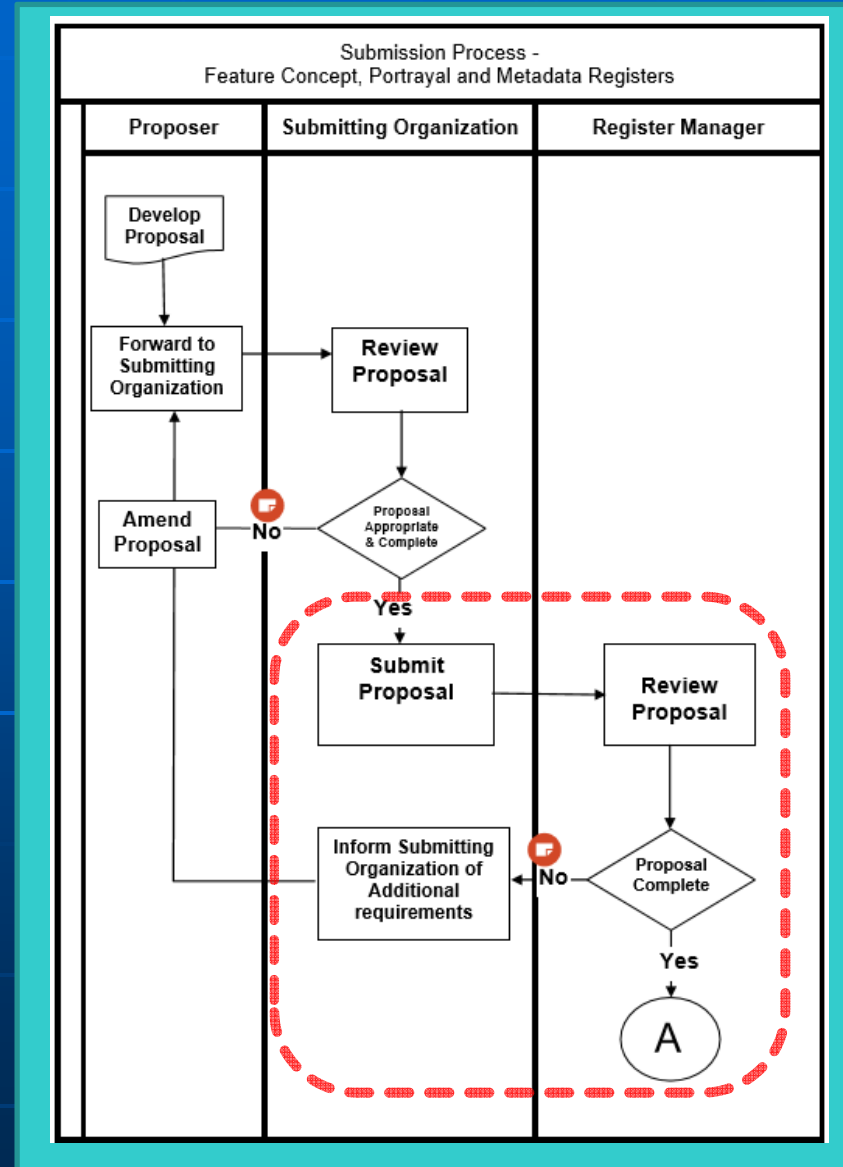 Submission Process -
Feature Concept, Portrayal and Metadata Registers
Proposer
Submitting Organization
Register Manager
Develop
Proposal
Forward to
Submitting
Organization
Review
Proposal
Amend
Proposal
No
Proposal
Appropriate
& Complete
Yes
Submit
Proposal
Review
Proposal
Inform Submitting
Organization of
Additional
requirements
No
Proposal
Complete
Yes
A